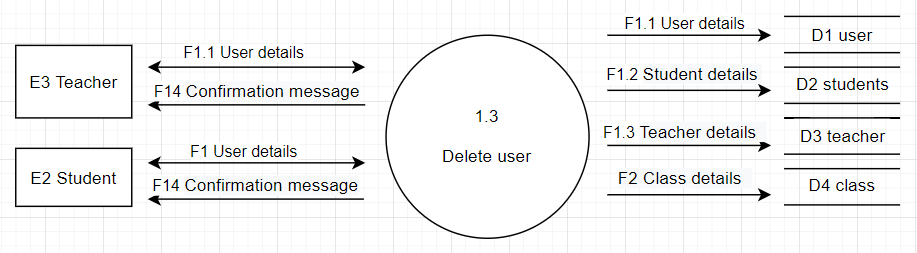 F1.1 User details
E3 Teacher
F14 Confirmation message
F1 User details
E2 Student
F14 Confirmation message
1.3
Delete user
F1.1 User details
D1 user
F1.2 Student details
D2 students
F1.3 Teacher details
D3 teacher
F2 Class details
D4 class